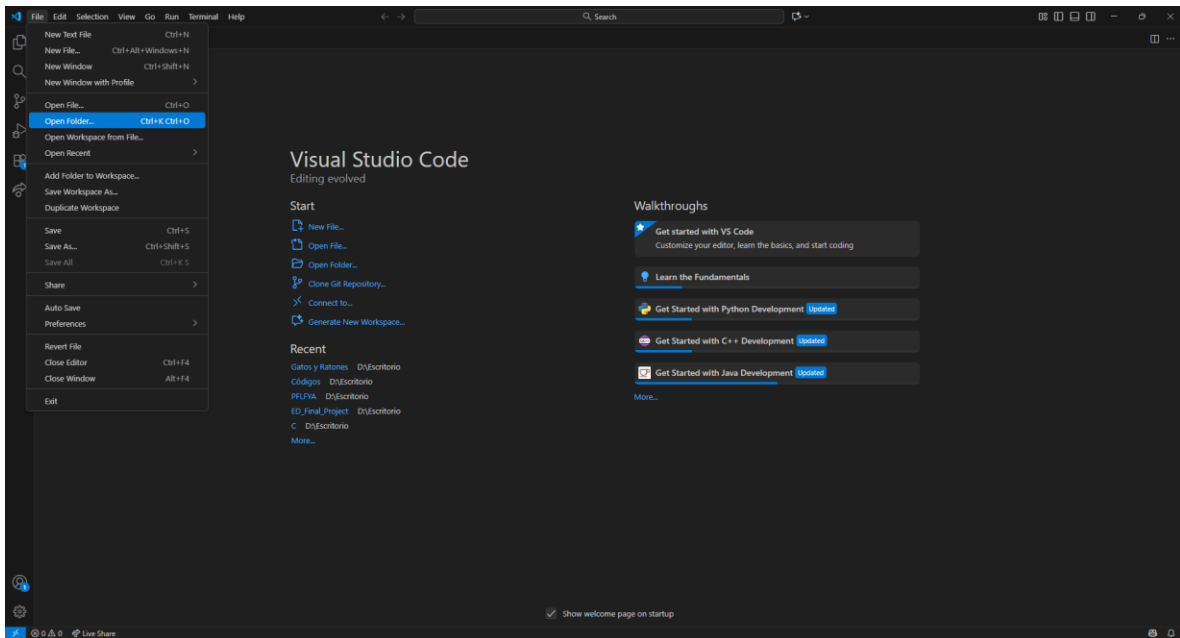 File Edit Selection View Go Run Terminal Help
Search
New Text File Ctrl+N
New File... Ctrl+Alt+Windows+N
New Window Ctrl+Shift+N
New Window with Profile
Open File... Ctrl+O
Open Folder... Ctrl+K Ctrl+O
Open Workspace from File...
Open Recent
Add Folder to Workspace...
Save Workspace As...
Duplicate Workspace
Save Ctrl+S
Save As... Ctrl+Shift+S
Save All Ctrl+K S
Share
Auto Save
Preferences
Revert File
Close Editor Ctrl+F4
Close Window Alt+F4
Exit
Visual Studio Code
Editing evolved
Start
New File...
Open File...
Open Folder...
Clone Git Repository...
Connect to...
Generate New Workspace...
Recent
Gatos y Ratones D:\Escritorio
Códigos D:\Escritorio
PFLFYA D:\Escritorio
ED_Final_Project D:\Escritorio
C D:\Escritorio
More...
Walkthroughs
Get started with VS Code
Customize your editor, learn the basics, and start coding
Learn the Fundamentals
Get Started with Python Development Updated
Get Started with C++ Development Updated
Get Started with Java Development Updated
More...
Show welcome page on startup
0 0 Live Share